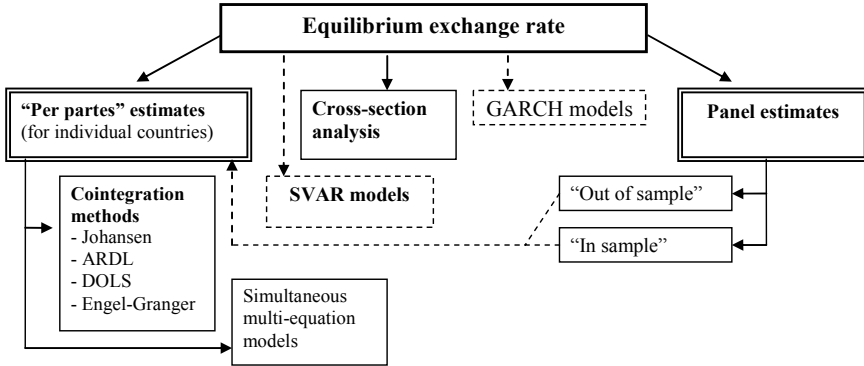 Equilibrium exchange rate
“Per partes” estimates
(for individual countries)
Cross-section
analysis
GARCH models
Panel estimates
Cointegration
methods
- Johansen
- ARDL
- DOLS
- Engel-Granger
SVAR models
“Out of sample”
“In sample”
Simultaneous
multi-equation
models